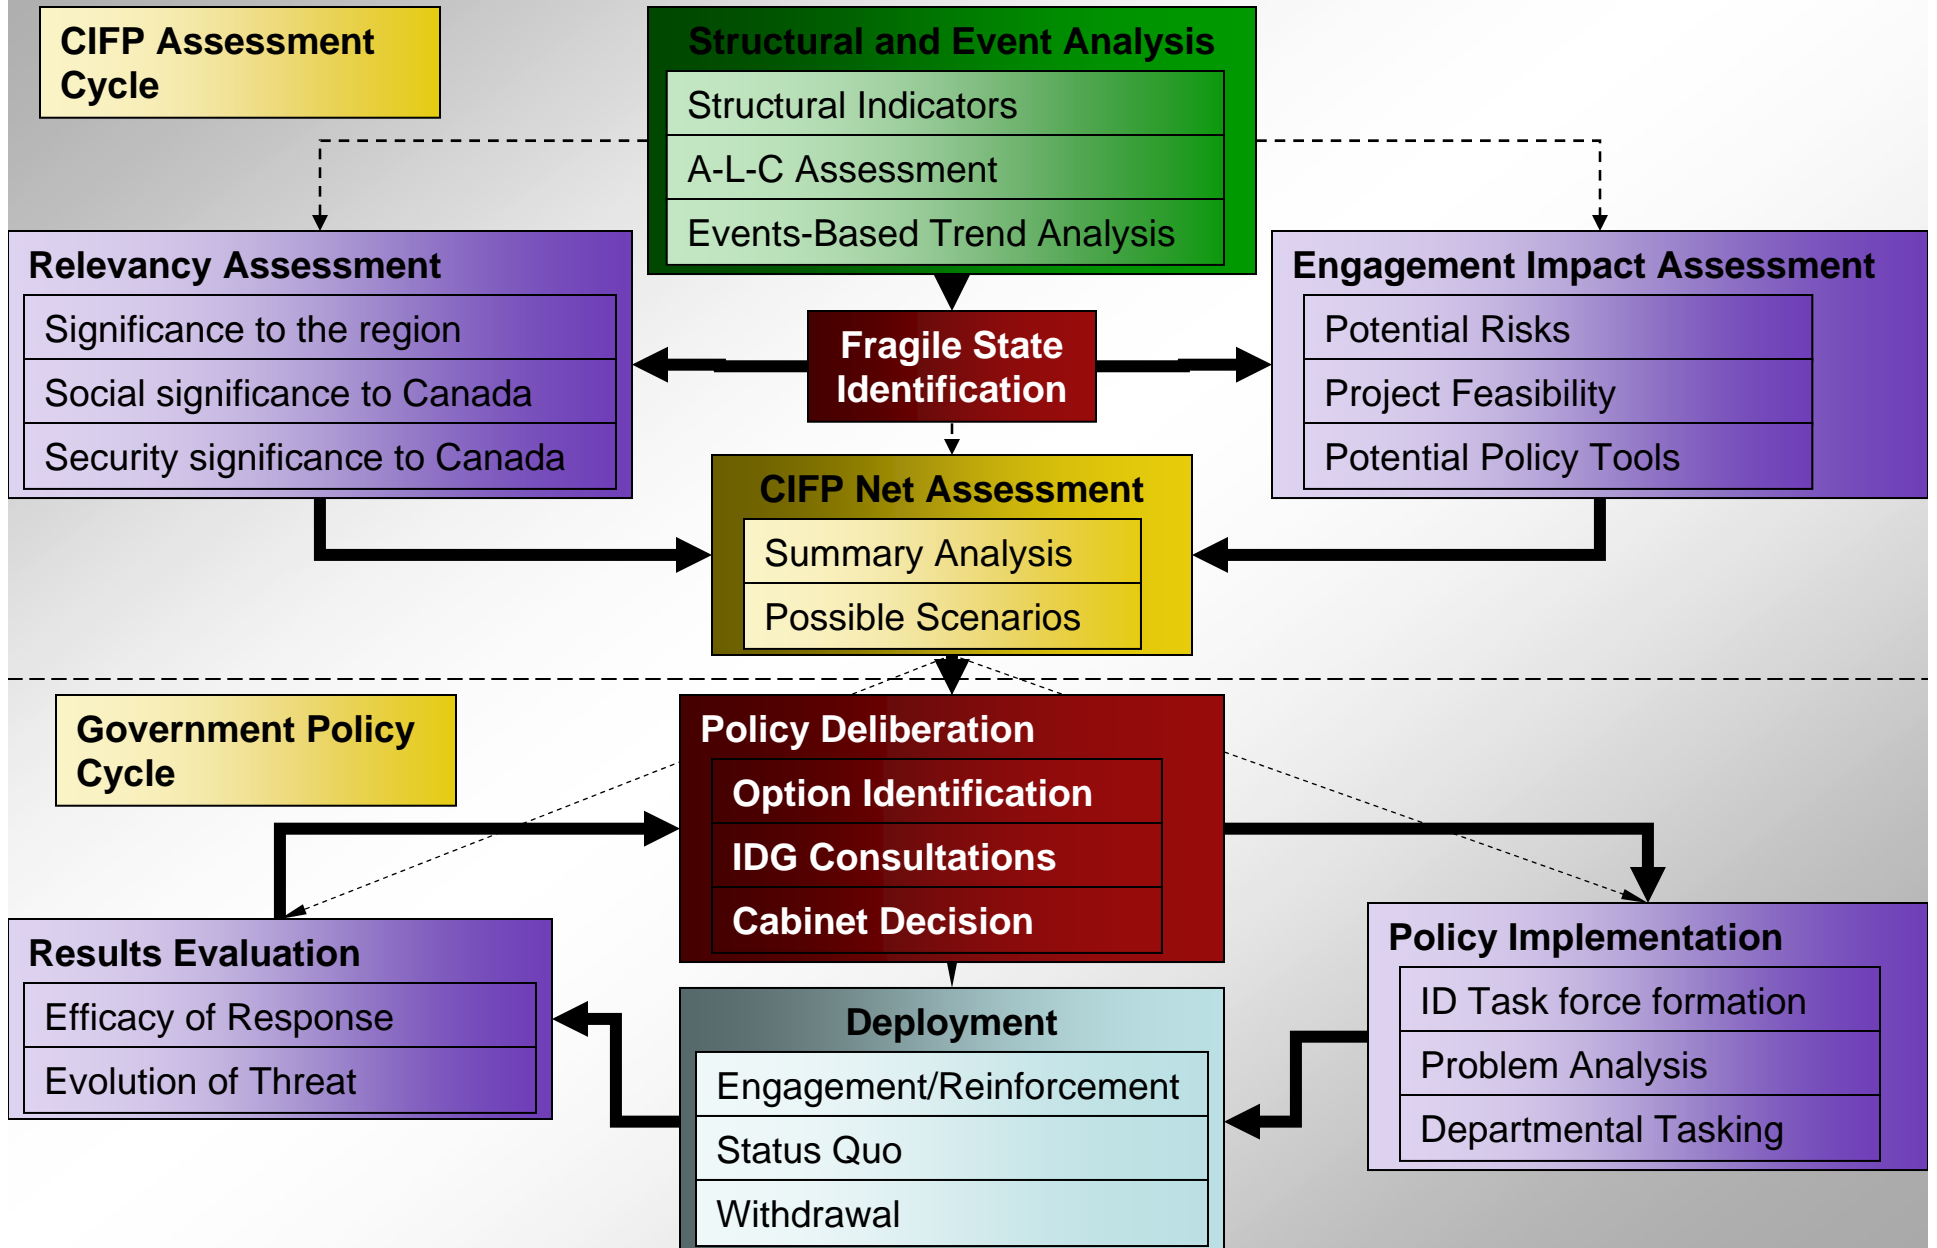 CIFP Assessment
Cycle
Structural and Event Analysis
Structural Indicators
A-L-C Assessment
Events-Based Trend Analysis
Relevancy Assessment
Significance to the region
Social significance to Canada
Security significance to Canada
Fragile State
Identification
Engagement Impact Assessment
Potential Risks
Project Feasibility
Potential Policy Tools
CIFP Net Assessment
Summary Analysis
Possible Scenarios
Government Policy
Cycle
Policy Deliberation
Option Identification
IDG Consultations
Cabinet Decision
Results Evaluation
Efficacy of Response
Evolution of Threat
Deployment
Engagement/Reinforcement
Status Quo
Withdrawal
Policy Implementation
ID Task force formation
Problem Analysis
Departmental Tasking